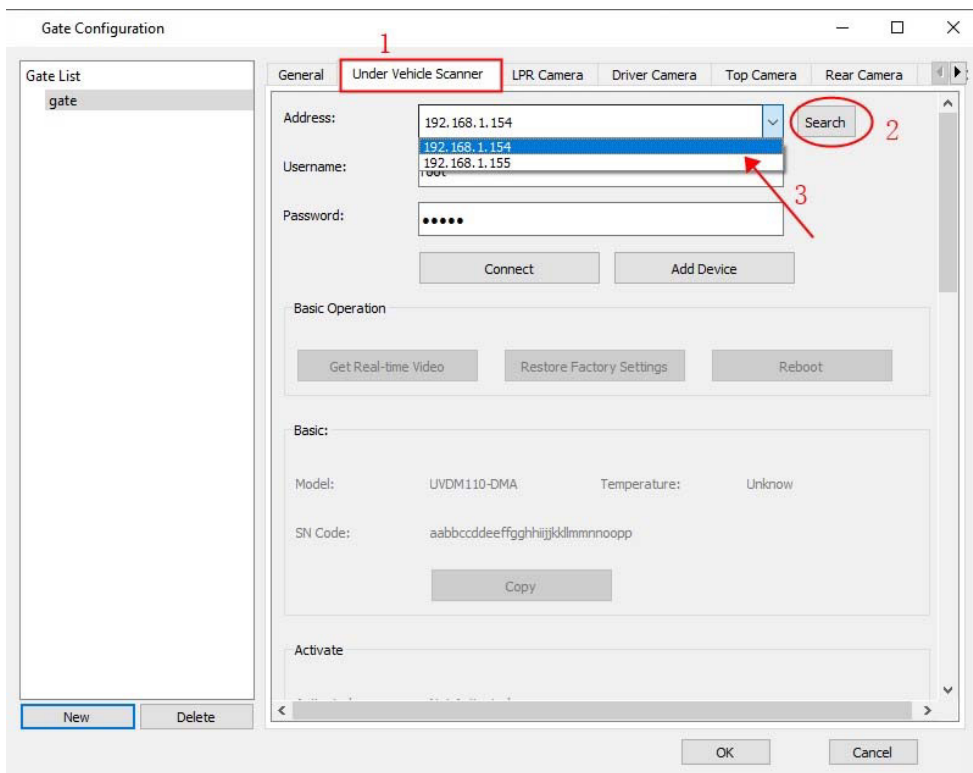 Gate Configuration
1
Gate List
gate
General Under Vehicle Scanner LPR Camera Driver Camera Top Camera Rear Camera
Address: 192.168.1.154 Search 2
192.168.1.154
192.168.1.155
Username: root
3
Password: •••••
Connect Add Device
Basic Operation
Get Real-time Video Restore Factory Settings Reboot
Basic:
Model: UVDM110-DMA Temperature: Unknow
SN Code: aabbccddeeffgghhiijjkkllmmnnoopp
Copy
Activate
New Delete
OK Cancel